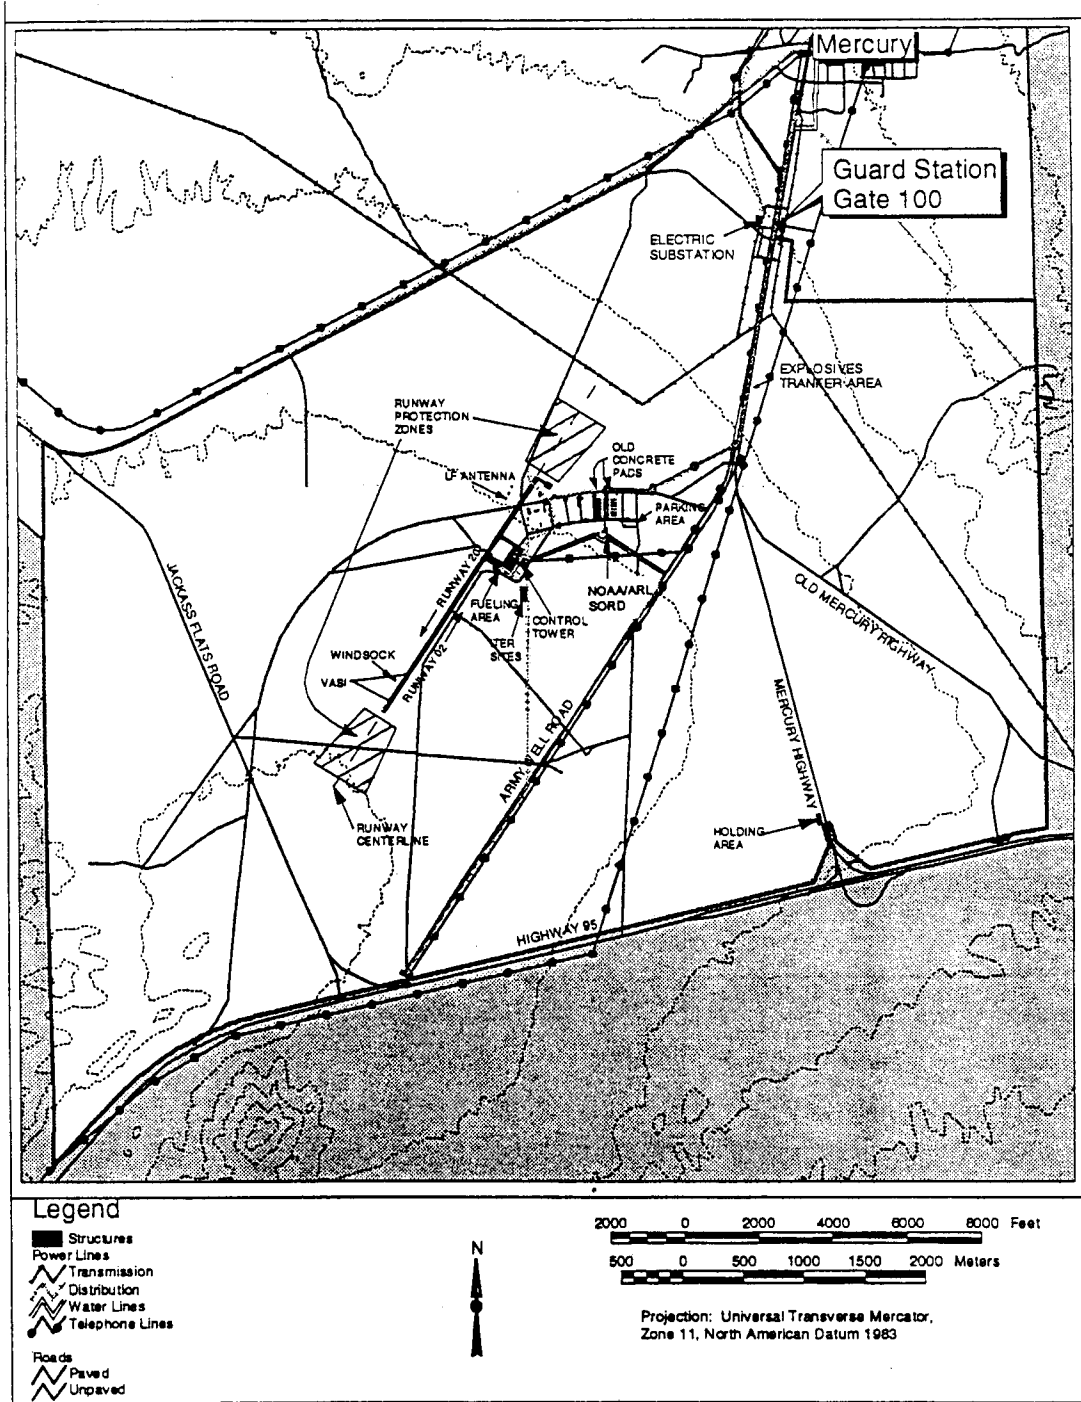 Mercury
Guard Station
Gate 100
ELECTRIC
SUBSTATION
EXPLOSIVES
TRANFER AREA
RUNWAY
PROTECTION
ZONES
OLD
CONCRETE
PADS
LF ANTENNA
PARKING
AREA
RUNWAY 20
NOAA/ARL
SORD
FUELING
AREA
CONTROL
TOWER
TER
SITES
JACKASS FLATS ROAD
OLD MERCURY HIGHWAY
WINDSOCK
VASI
RUNWAY 02
MERCURY HIGHWAY
ARMY WELL ROAD
RUNWAY
CENTERLINE
HOLDING
AREA
HIGHWAY 95
Legend
Structures
Power Lines
Transmission
Distribution
Water Lines
Telephone Lines
Roads
Paved
Unpaved
N
2000 0 2000 4000 6000 8000 Feet
500 0 500 1000 1500 2000 Meters
Projection: Universal Transverse Mercator,
Zone 11, North American Datum 1983